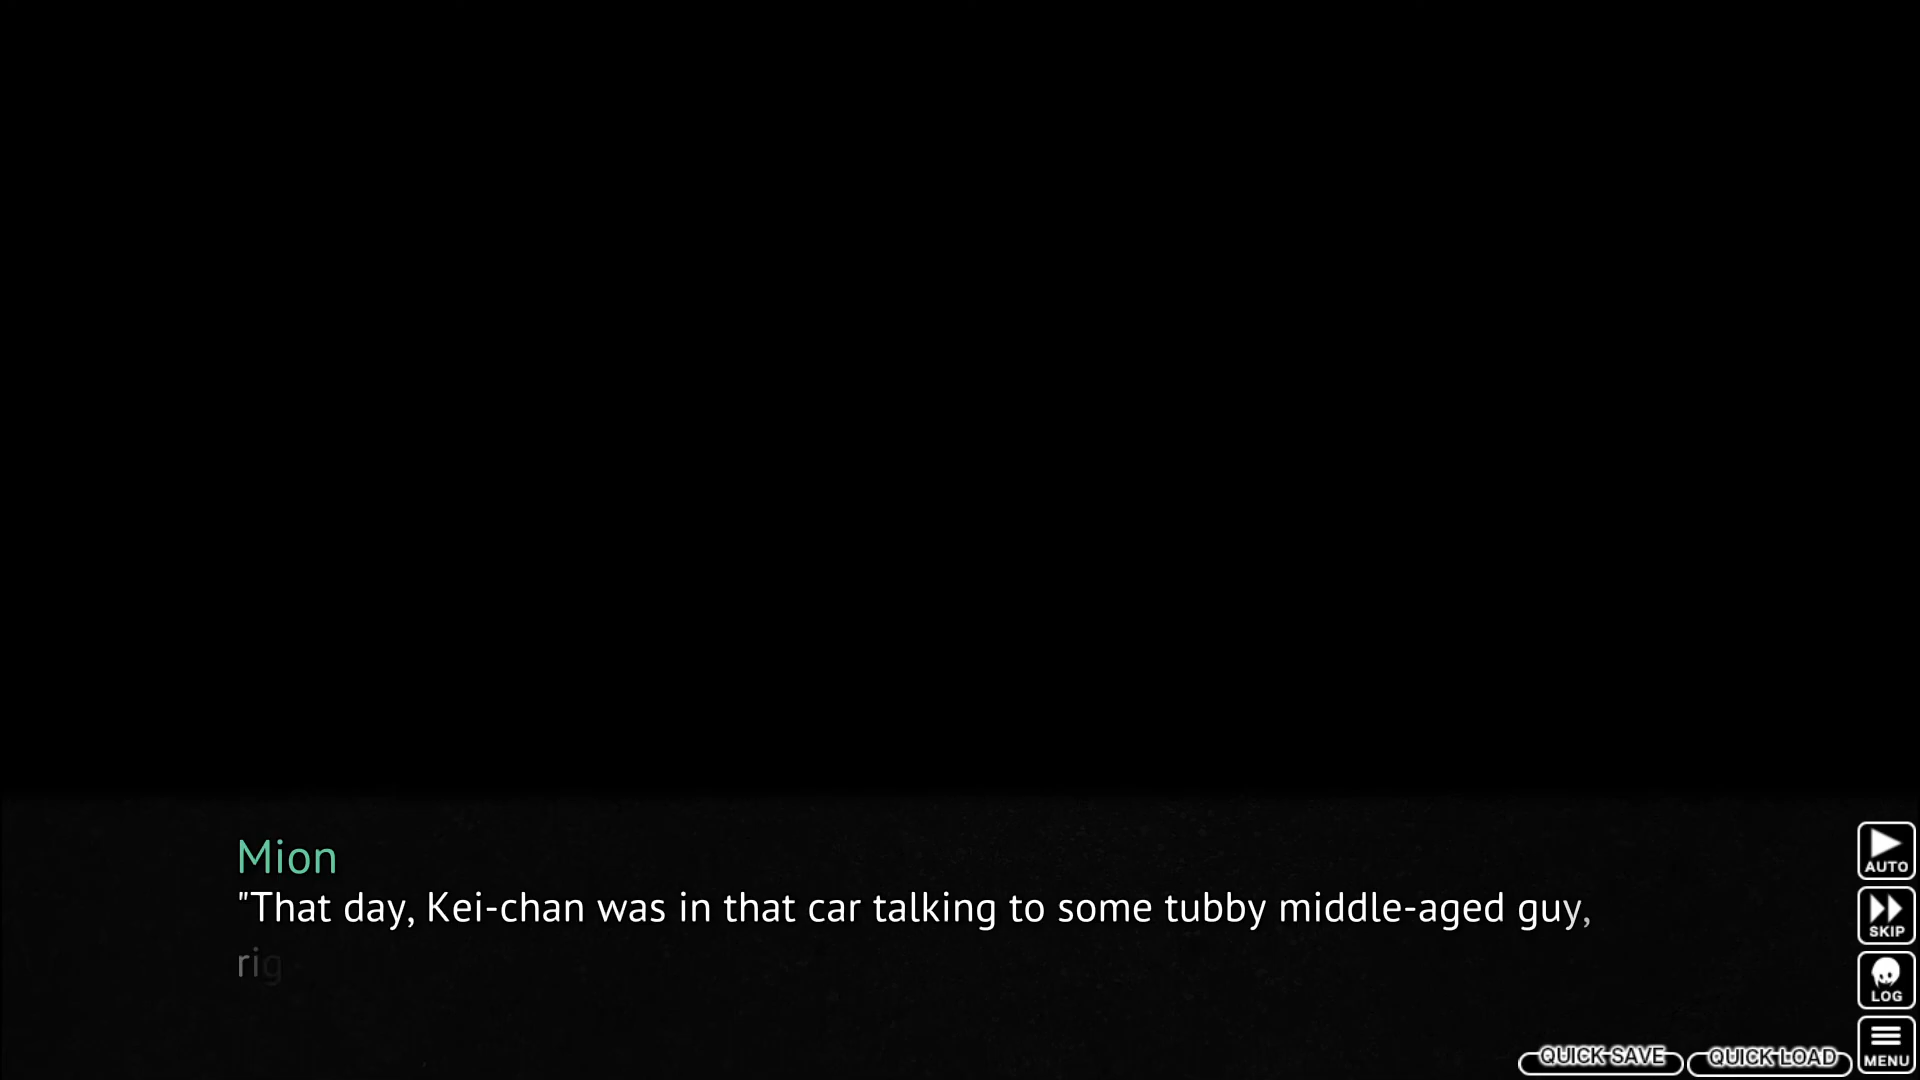 Mion
"That day, Kei-chan was in that car talking to some tubby middle-aged guy,
rig
AUTO
SKIP
LOG
MENU
QUICK SAVE
QUICK LOAD